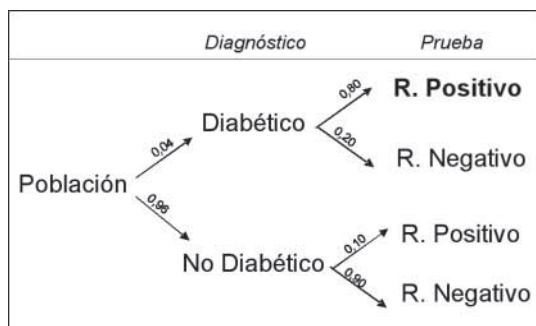 Diagnóstico Prueba
0,80 R. Positivo
Diabético
0,04 0,20 R. Negativo
Población
0,96 0,10 R. Positivo
No Diabético
0,90 R. Negativo